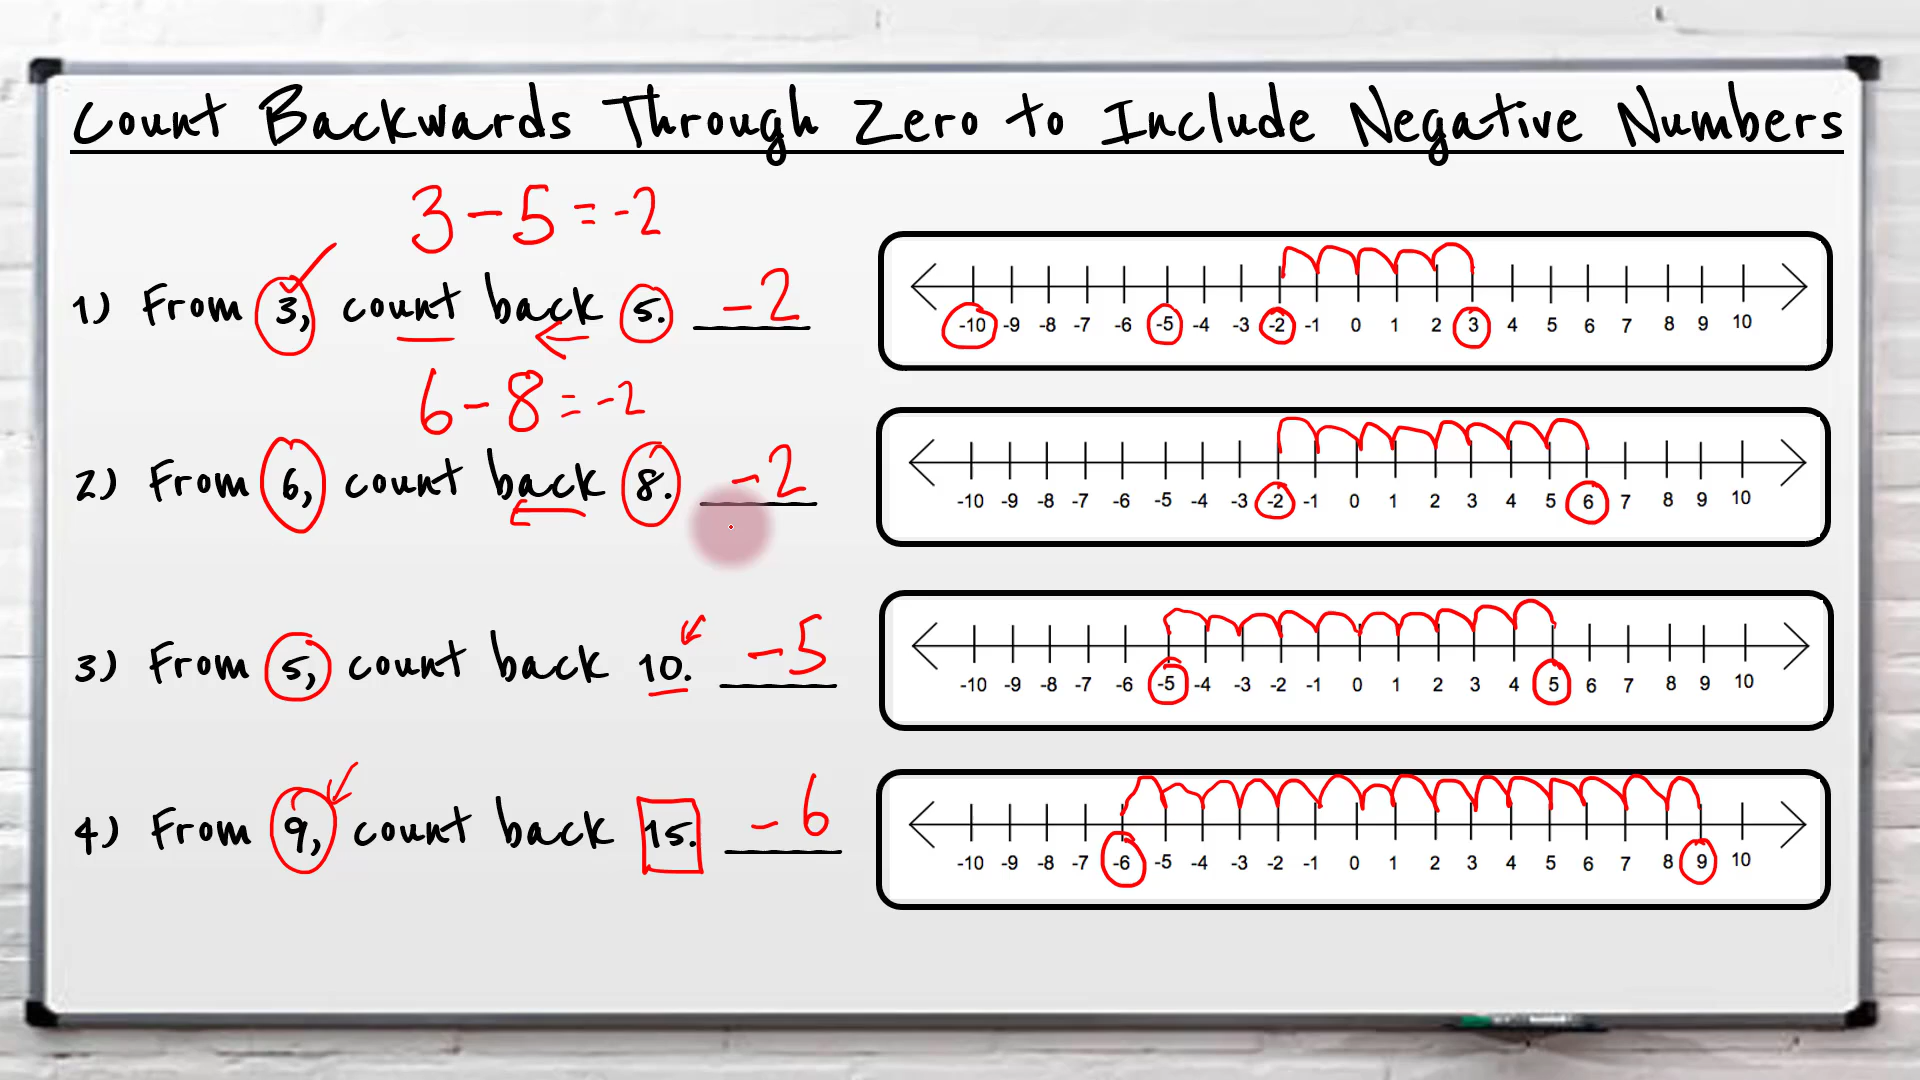 Count Backwards Through Zero to Include Negative Numbers
3 - 5 = -2
1) From 3, count back 5. -2
-10 -9 -8 -7 -6 -5 -4 -3 -2 -1 0 1 2 3 4 5 6 7 8 9 10
6 - 8 = -2
2) From 6, count back 8. -2
-10 -9 -8 -7 -6 -5 -4 -3 -2 -1 0 1 2 3 4 5 6 7 8 9 10
3) From 5, count back 10. -5
-10 -9 -8 -7 -6 -5 -4 -3 -2 -1 0 1 2 3 4 5 6 7 8 9 10
4) From 9, count back 15. -6
-10 -9 -8 -7 -6 -5 -4 -3 -2 -1 0 1 2 3 4 5 6 7 8 9 10